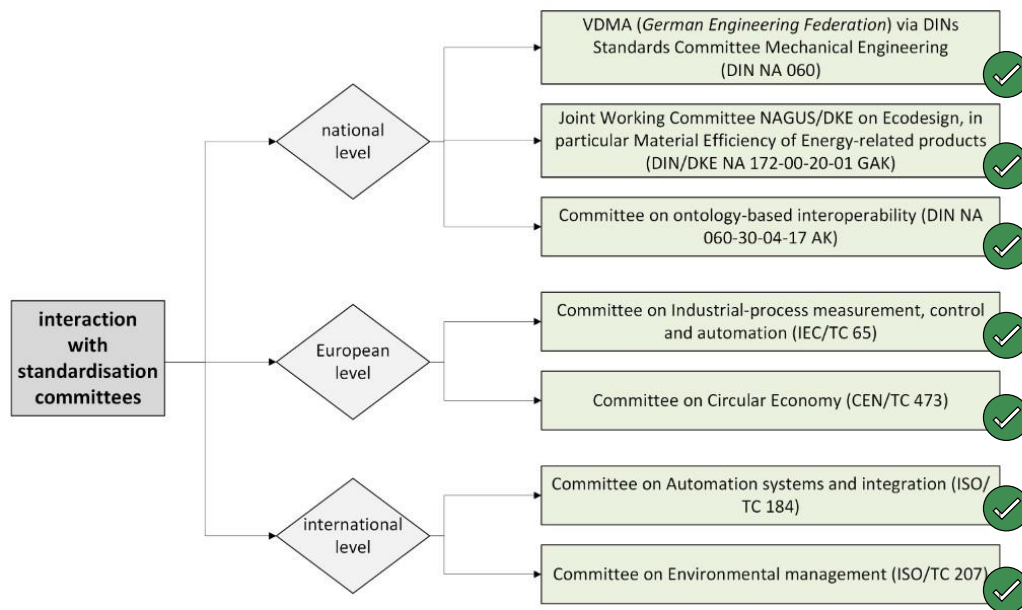 interaction
with
standardisation
committees
national
level
VDMA (German Engineering Federation) via DINs
Standards Committee Mechanical Engineering
(DIN NA 060)
Joint Working Committee NAGUS/DKE on Ecodesign, in
particular Material Efficiency of Energy-related products
(DIN/DKE NA 172-00-20-01 GAK)
Committee on ontology-based interoperability (DIN NA
060-30-04-17 AK)
European
level
Committee on Industrial-process measurement, control
and automation (IEC/TC 65)
Committee on Circular Economy (CEN/TC 473)
international
level
Committee on Automation systems and integration (ISO/
TC 184)
Committee on Environmental management (ISO/TC 207)